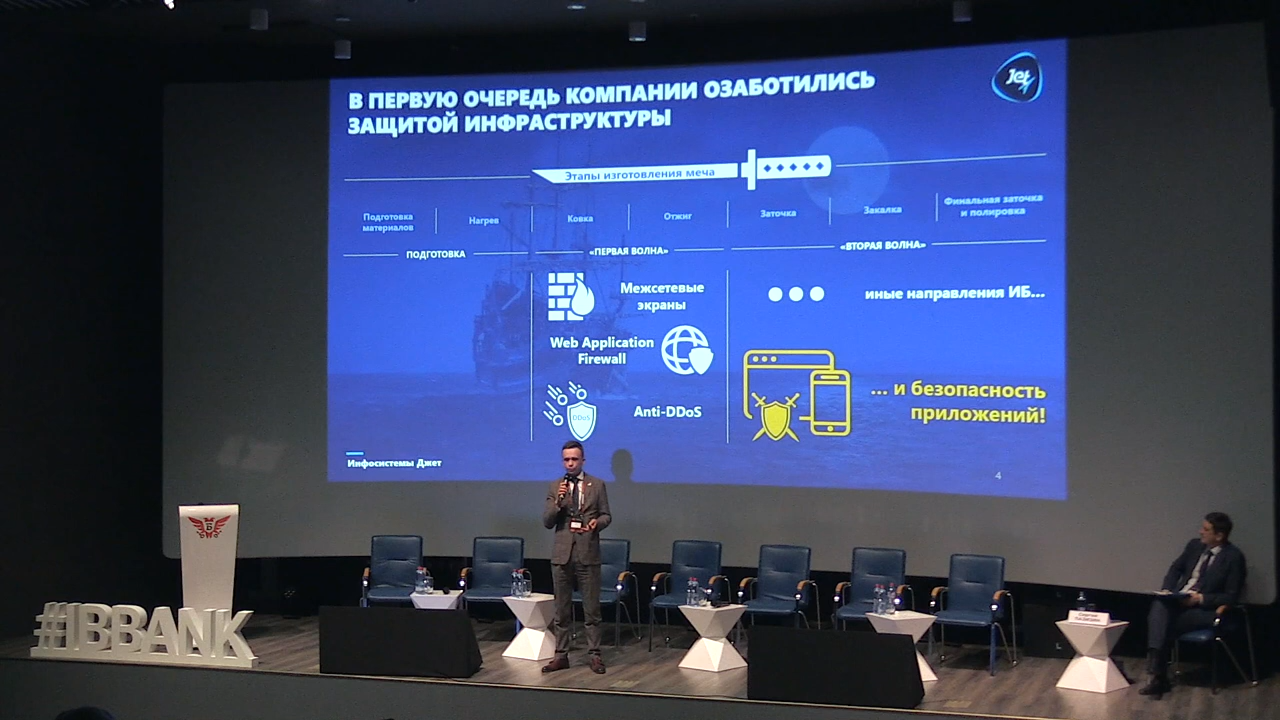 В ПЕРВУЮ ОЧЕРЕДЬ КОМПАНИИ ОЗАБОТИЛИСЬ
ЗАЩИТОЙ ИНФРАСТРУКТУРЫ
Jet
Этапы изготовления меча
Подготовка
материалов
Нагрев
Ковка
Отжиг
Заточка
Закалка
Финальная заточка
и полировка
ПОДГОТОВКА
«ПЕРВАЯ ВОЛНА»
«ВТОРАЯ ВОЛНА»
Межсетевые
экраны
иные направления ИБ...
Web Application
Firewall
... и безопасность
приложений!
DDoS
Anti-DDoS
Инфосистемы Джет
4
Б
#IBBANK
Сергей